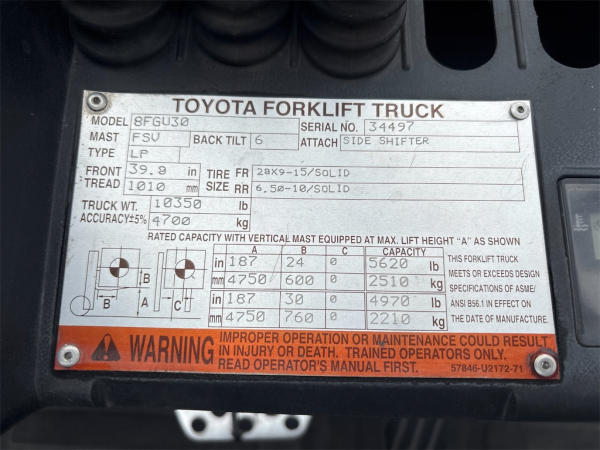 TOYOTA FORKLIFT TRUCK
MODEL 8FGU30 SERIAL NO. 34497
MAST FSV BACK TILT 6 ATTACH SIDE SHIFTER
TYPE LP
FRONT TREAD 39.8 in TIRE SIZE FR 28X9-15/SOLID
1010 mm RR 6.50-10/SOLID
TRUCK WT. 10350 lb
ACCURACY±5% 4700 kg
RATED CAPACITY WITH VERTICAL MAST EQUIPPED AT MAX. LIFT HEIGHT "A" AS SHOWN
A B C CAPACITY
in 187 24 0 5620 lb
mm 4750 600 0 2510 kg
in 187 30 0 4970 lb
mm 4750 760 0 2210 kg
B B A C
THIS FORKLIFT TRUCK
MEETS OR EXCEEDS DESIGN
SPECIFICATIONS OF ASME/
ANSI B56.1 IN EFFECT ON
THE DATE OF MANUFACTURE.
WARNING
IMPROPER OPERATION OR MAINTENANCE COULD RESULT
IN INJURY OR DEATH. TRAINED OPERATORS ONLY.
READ OPERATOR'S MANUAL FIRST.
57846-U2172-71